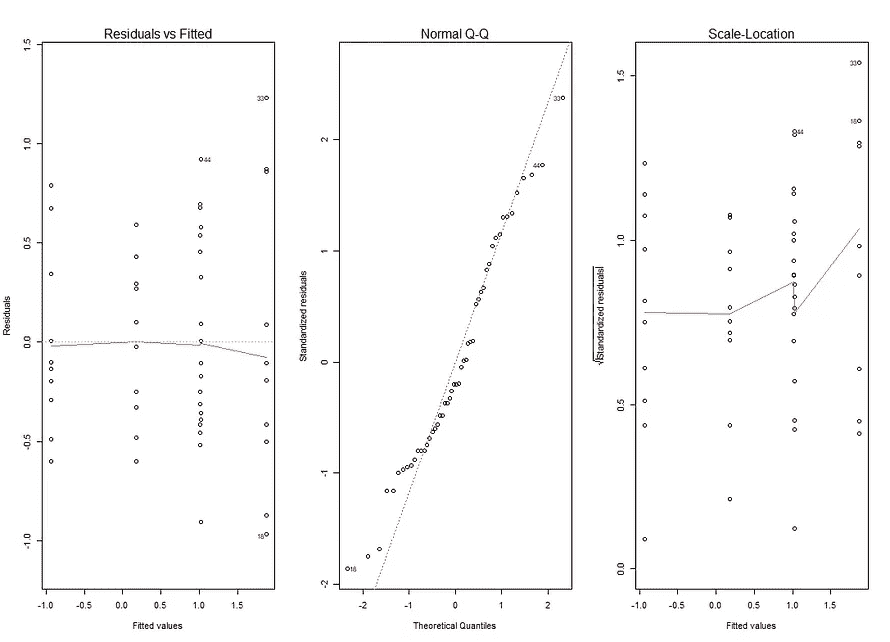 Residuals vs Fitted
1.5
1.0
0.5
0.0
-0.5
-1.0
Residuals
33
44
18
-1.0 -0.5 0.0 0.5 1.0 1.5
Fitted values
Normal Q-Q
2
1
0
-1
-2
Standardized residuals
33
44
18
-2 -1 0 1 2
Theoretical Quantiles
Scale-Location
1.5
1.0
0.5
0.0
√|Standardized residuals|
33
18
44
-1.0 -0.5 0.0 0.5 1.0 1.5
Fitted values